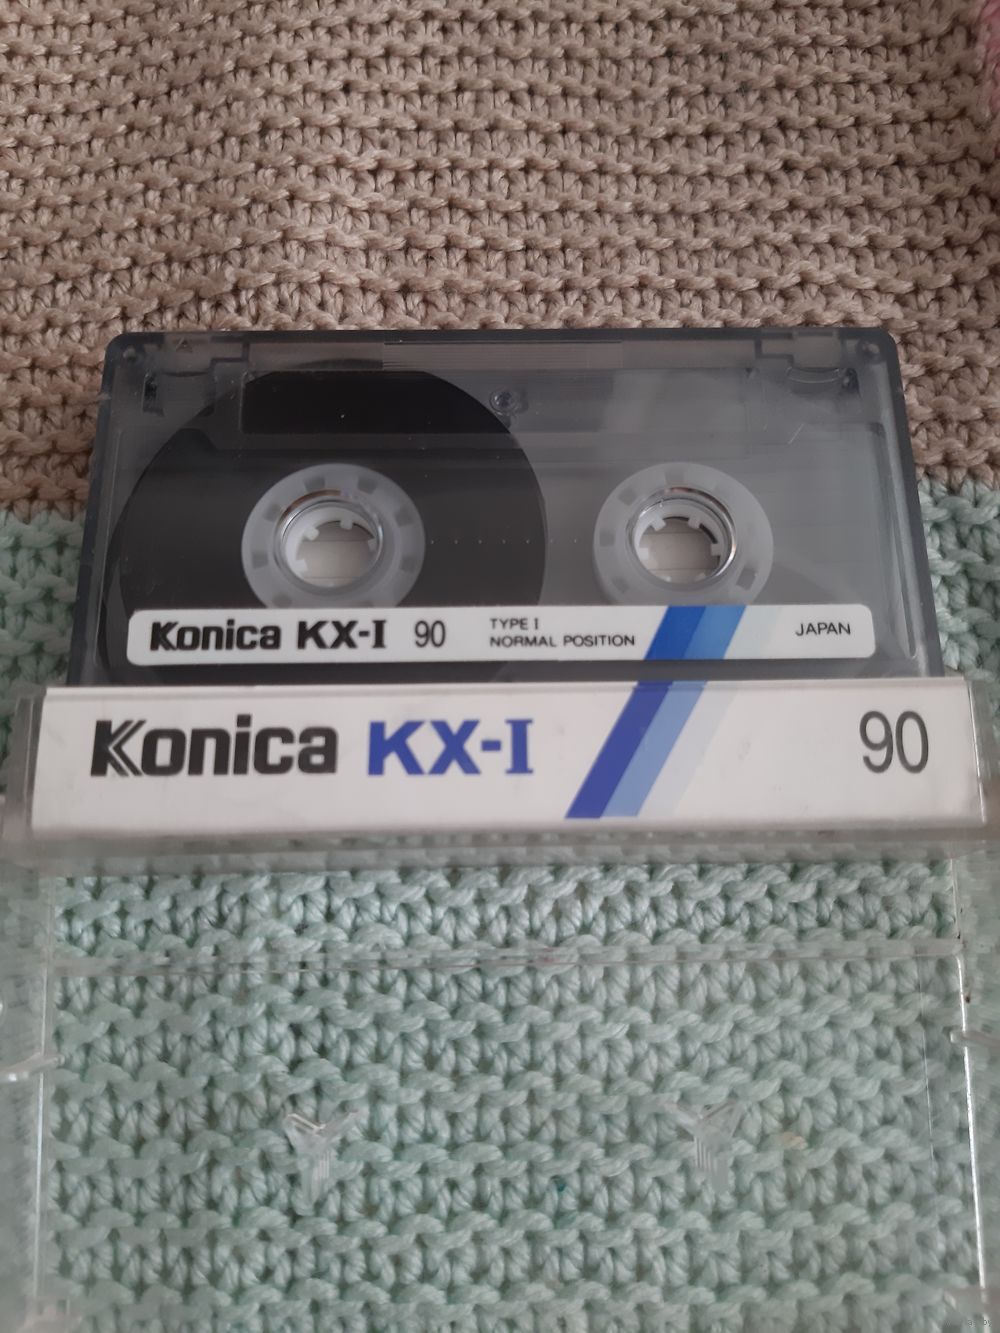 Konica KX-I 90
TYPE I
NORMAL POSITION
JAPAN
Konica KX-I 90